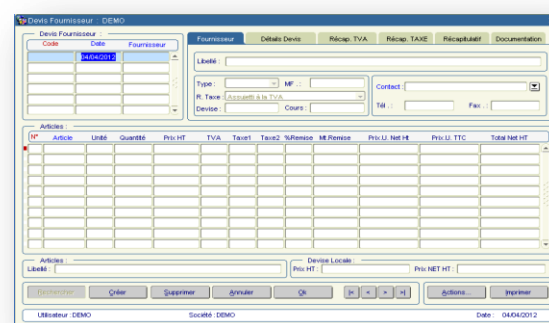 Devis Fournisseur : DEMO
Devis Fournisseur :
Code Date Fournisseur
04/04/2012
Fournisseur Détails Devis Récap. TVA Récap. TAXE Récapitulatif Documentation
Libellé :
Type : MF .: Contact :
R. Taxe : Assujetti à la TVA
Devise : Cours : Tél .: Fax .:
Articles :
N° Article Unité Quantité Prix HT TVA Taxe1 Taxe2 %Remise Mt.Remise Prix.U. Net Ht Prix.U. TTC Total Net HT
Articles : Devise Locale :
Libellé : Prix HT : Prix NET HT :
Rechercher Créer Supprimer Annuler Ok |< < > >| Actions... Imprimer
Utilisateur : DEMO Société : DEMO Date : 04/04/2012